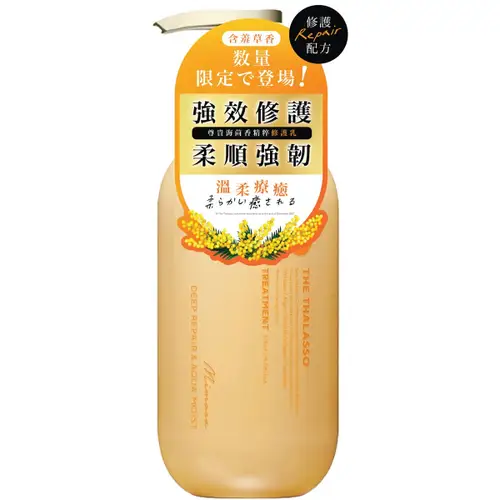 修護
Repair
配方
含羞草香
数量
限定で登場！
強效修護
尊貴海茴香精粹修護乳
柔順強韌
溫柔療癒
柔らかい癒される
THE THALASSO
TREATMENT
DEEP REPAIR & AQUA MOIST
Mimosa